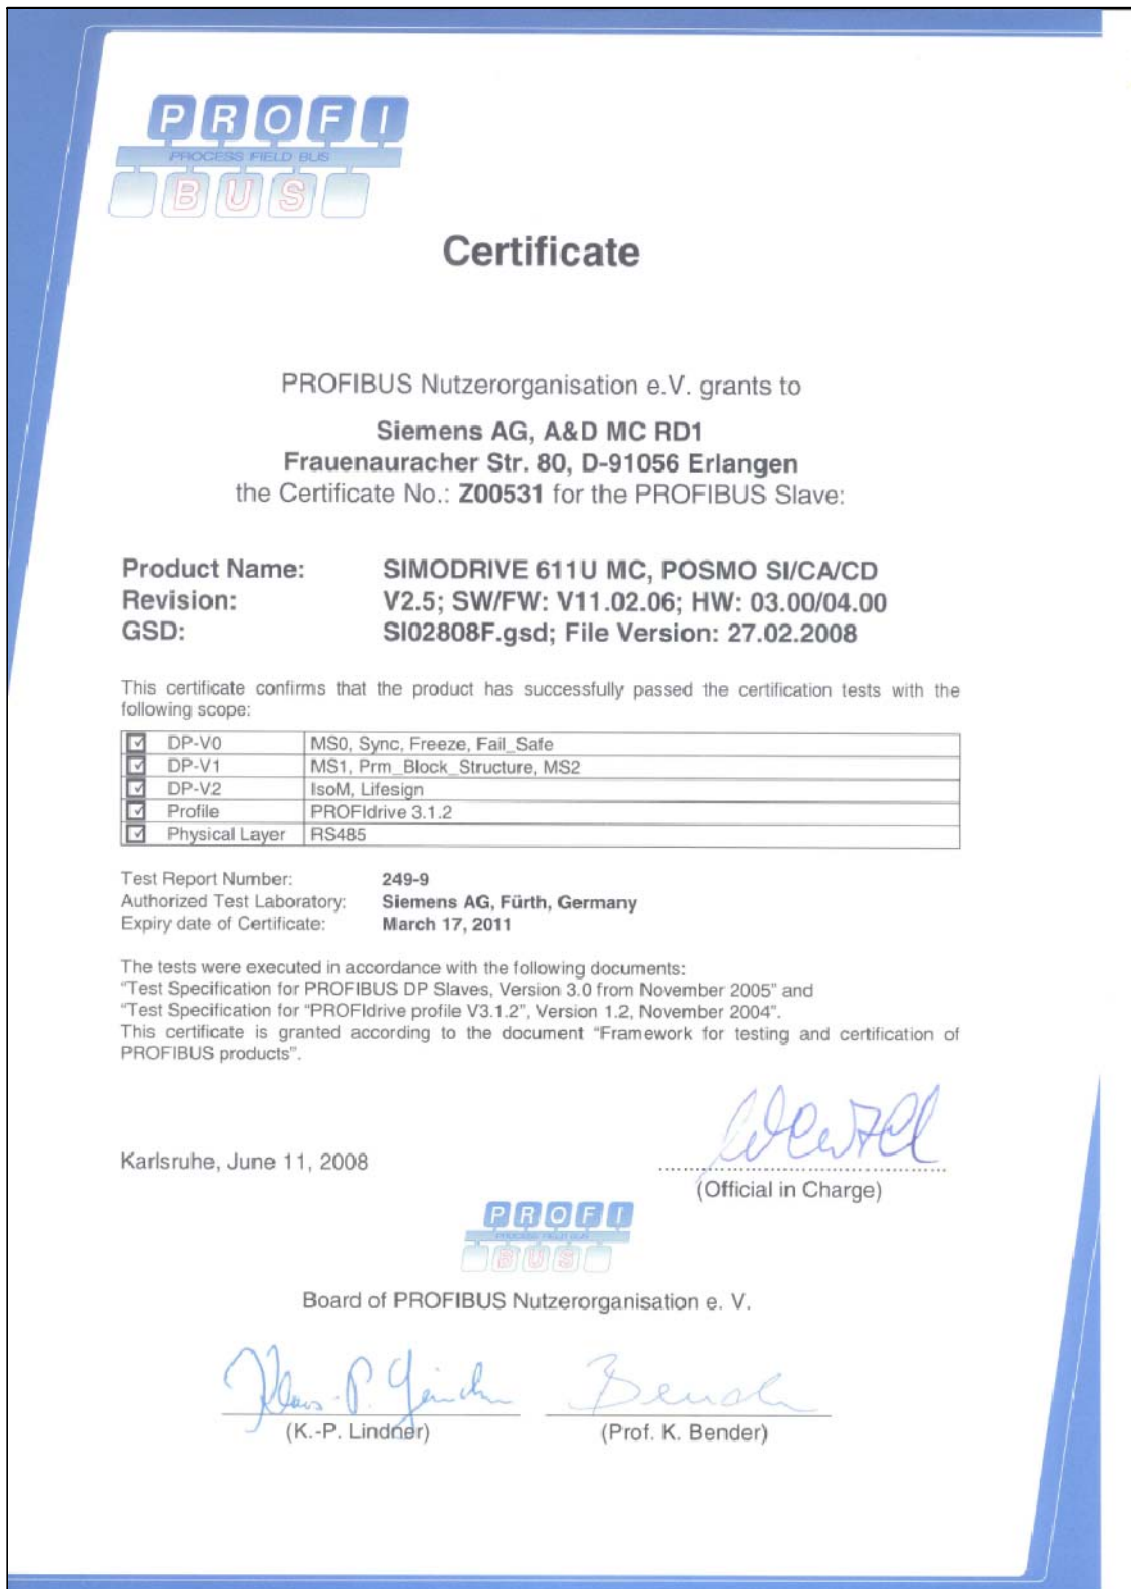 PROFI
PROCESS FIELD BUS
BUS
Certificate
PROFIBUS Nutzerorganisation e.V. grants to
Siemens AG, A&D MC RD1
Frauenauracher Str. 80, D-91056 Erlangen
the Certificate No.: Z00531 for the PROFIBUS Slave:
Product Name: SIMODRIVE 611U MC, POSMO SI/CA/CD
Revision: V2.5; SW/FW: V11.02.06; HW: 03.00/04.00
GSD: SI02808F.gsd; File Version: 27.02.2008
This certificate confirms that the product has successfully passed the certification tests with the
following scope:
DP-V0 MS0, Sync, Freeze, Fail_Safe
DP-V1 MS1, Prm_Block_Structure, MS2
DP-V2 IsoM, Lifesign
Profile PROFIdrive 3.1.2
Physical Layer RS485
Test Report Number: 249-9
Authorized Test Laboratory: Siemens AG, Fürth, Germany
Expiry date of Certificate: March 17, 2011
The tests were executed in accordance with the following documents:
"Test Specification for PROFIBUS DP Slaves, Version 3.0 from November 2005" and
"Test Specification for "PROFIdrive profile V3.1.2", Version 1.2, November 2004".
This certificate is granted according to the document "Framework for testing and certification of
PROFIBUS products".
Karlsruhe, June 11, 2008
(Official in Charge)
PROFI
PROCESS FIELD BUS
BUS
Board of PROFIBUS Nutzerorganisation e. V.
(K.-P. Lindner) (Prof. K. Bender)